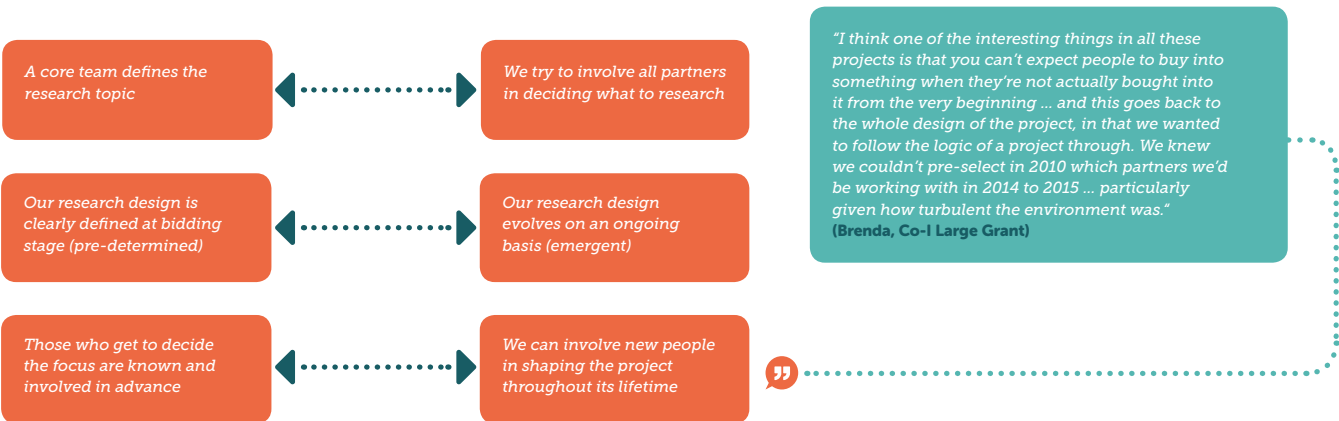 A core team defines the
research topic
We try to involve all partners
in deciding what to research
Our research design is
clearly defined at bidding
stage (pre-determined)
Our research design
evolves on an ongoing
basis (emergent)
Those who get to decide
the focus are known and
involved in advance
We can involve new people
in shaping the project
throughout its lifetime
“I think one of the interesting things in all these
projects is that you can’t expect people to buy into
something when they’re not actually bought into
it from the very beginning ... and this goes back to
the whole design of the project, in that we wanted
to follow the logic of a project through. We knew
we couldn’t pre-select in 2010 which partners we’d
be working with in 2014 to 2015 ... particularly
given how turbulent the environment was.”
(Brenda, Co-I Large Grant)